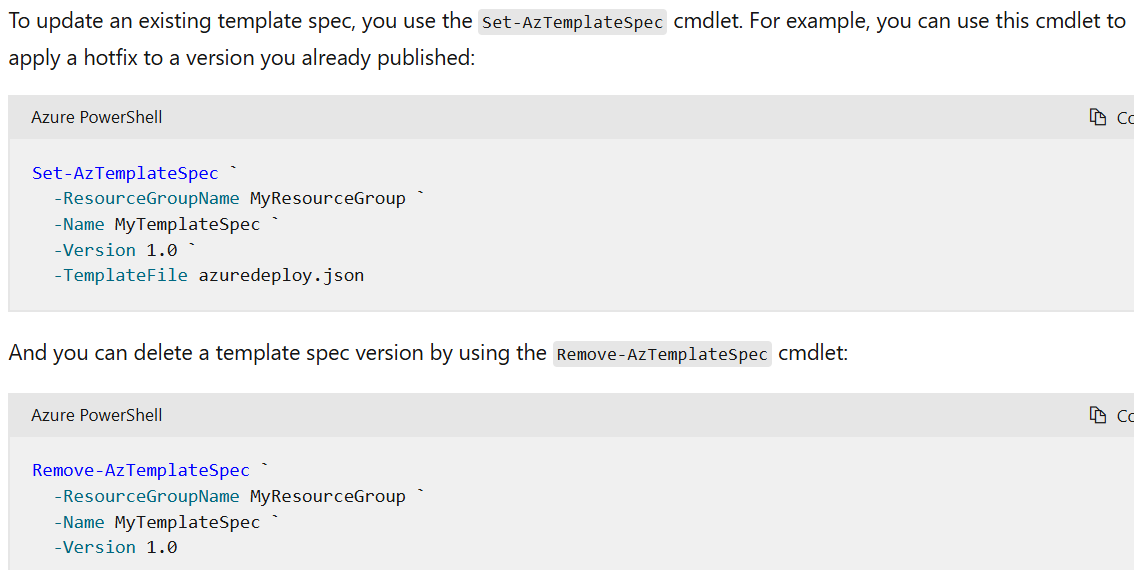 To update an existing template spec, you use the Set-AzTemplateSpec cmdlet. For example, you can use this cmdlet to
apply a hotfix to a version you already published:
Azure PowerShell
Set-AzTemplateSpec `
-ResourceGroupName MyResourceGroup `
-Name MyTemplateSpec `
-Version 1.0 `
-TemplateFile azuredeploy.json
And you can delete a template spec version by using the Remove-AzTemplateSpec cmdlet:
Azure PowerShell
Remove-AzTemplateSpec `
-ResourceGroupName MyResourceGroup `
-Name MyTemplateSpec `
-Version 1.0